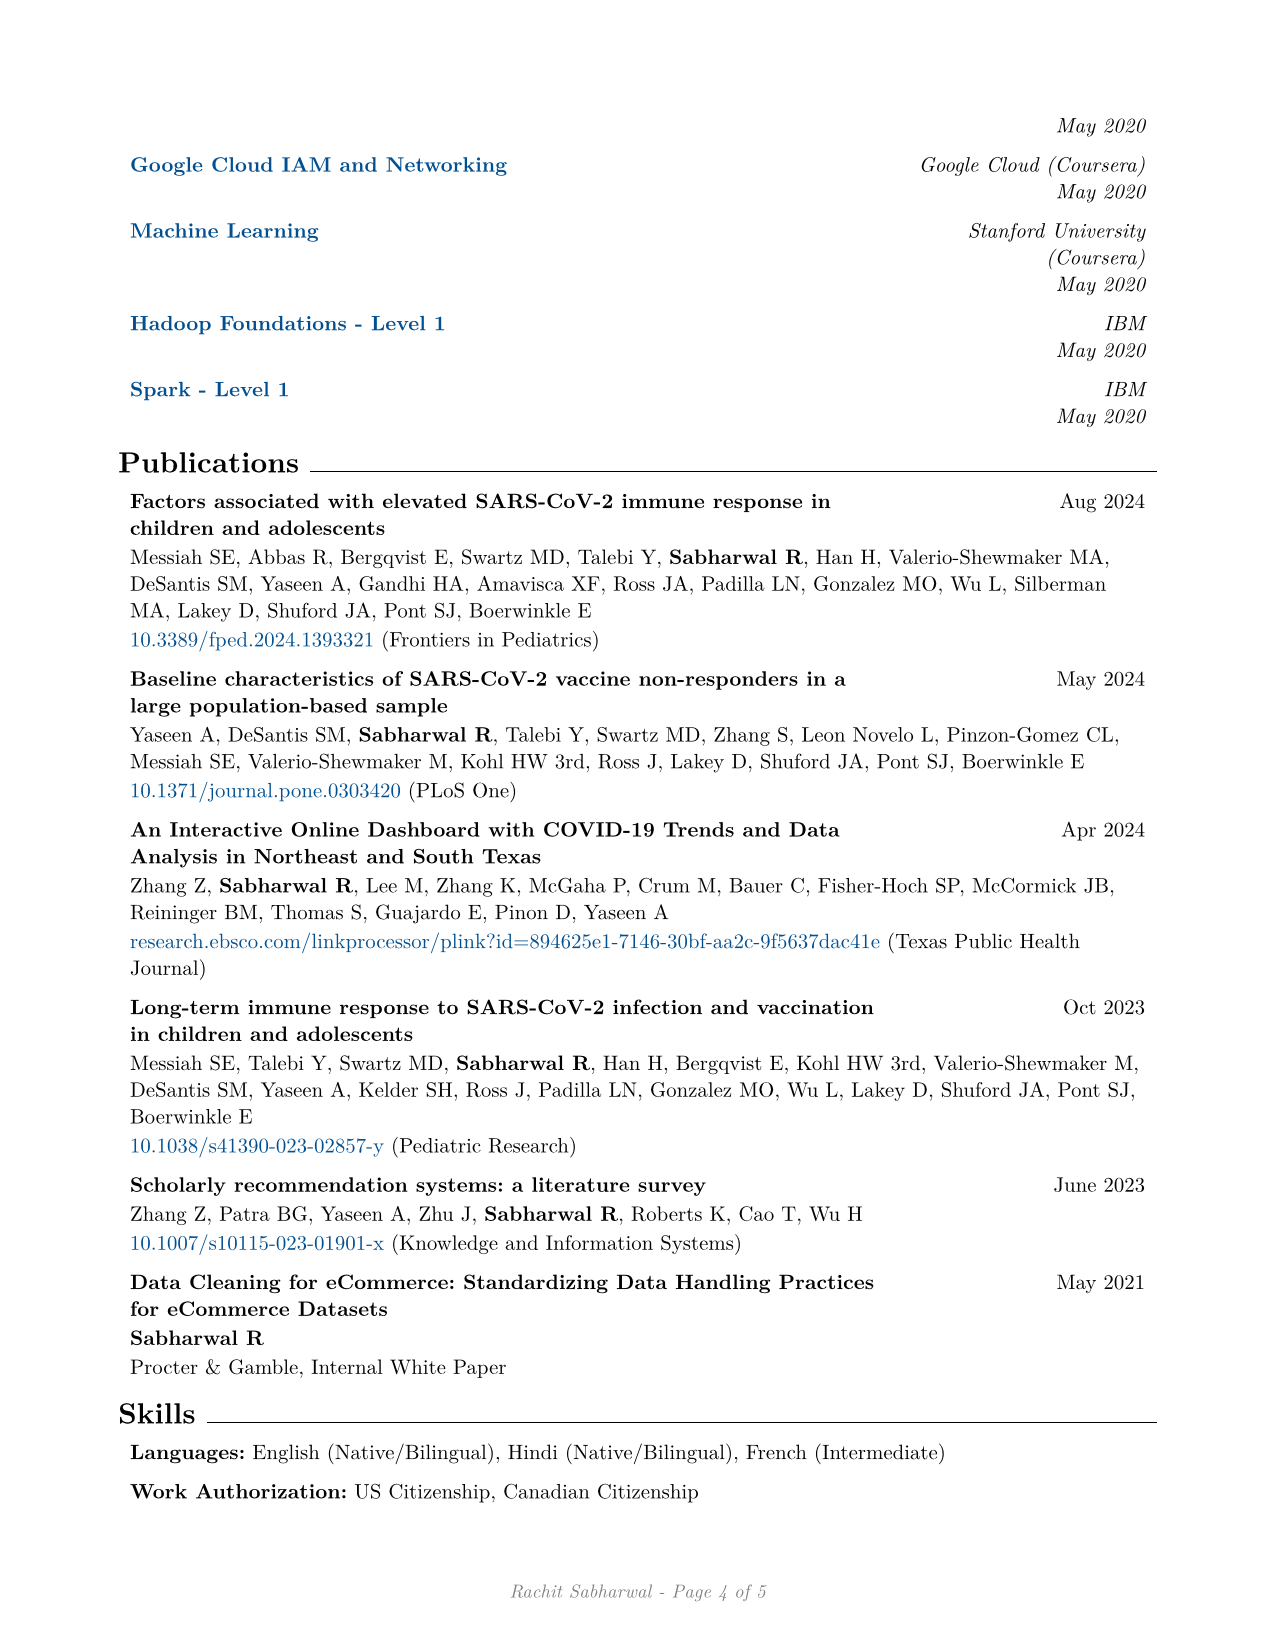 May 2020
Google Cloud IAM and Networking Google Cloud (Coursera)
May 2020
Machine Learning Stanford University
(Coursera)
May 2020
Hadoop Foundations - Level 1 IBM
May 2020
Spark - Level 1 IBM
May 2020
Publications
Factors associated with elevated SARS-CoV-2 immune response in Aug 2024
children and adolescents
Messiah SE, Abbas R, Bergqvist E, Swartz MD, Talebi Y, Sabharwal R, Han H, Valerio-Shewmaker MA,
DeSantis SM, Yaseen A, Gandhi HA, Amavisca XF, Ross JA, Padilla LN, Gonzalez MO, Wu L, Silberman
MA, Lakey D, Shuford JA, Pont SJ, Boerwinkle E
10.3389/fped.2024.1393321 (Frontiers in Pediatrics)
Baseline characteristics of SARS-CoV-2 vaccine non-responders in a May 2024
large population-based sample
Yaseen A, DeSantis SM, Sabharwal R, Talebi Y, Swartz MD, Zhang S, Leon Novelo L, Pinzon-Gomez CL,
Messiah SE, Valerio-Shewmaker M, Kohl HW 3rd, Ross J, Lakey D, Shuford JA, Pont SJ, Boerwinkle E
10.1371/journal.pone.0303420 (PLoS One)
An Interactive Online Dashboard with COVID-19 Trends and Data Apr 2024
Analysis in Northeast and South Texas
Zhang Z, Sabharwal R, Lee M, Zhang K, McGaha P, Crum M, Bauer C, Fisher-Hoch SP, McCormick JB,
Reininger BM, Thomas S, Guajardo E, Pinon D, Yaseen A
research.ebsco.com/linkprocessor/plink?id=894625e1-7146-30bf-aa2c-9f5637dac41e (Texas Public Health
Journal)
Long-term immune response to SARS-CoV-2 infection and vaccination Oct 2023
in children and adolescents
Messiah SE, Talebi Y, Swartz MD, Sabharwal R, Han H, Bergqvist E, Kohl HW 3rd, Valerio-Shewmaker M,
DeSantis SM, Yaseen A, Kelder SH, Ross J, Padilla LN, Gonzalez MO, Wu L, Lakey D, Shuford JA, Pont SJ,
Boerwinkle E
10.1038/s41390-023-02857-y (Pediatric Research)
Scholarly recommendation systems: a literature survey June 2023
Zhang Z, Patra BG, Yaseen A, Zhu J, Sabharwal R, Roberts K, Cao T, Wu H
10.1007/s10115-023-01901-x (Knowledge and Information Systems)
Data Cleaning for eCommerce: Standardizing Data Handling Practices May 2021
for eCommerce Datasets
Sabharwal R
Procter & Gamble, Internal White Paper
Skills
Languages: English (Native/Bilingual), Hindi (Native/Bilingual), French (Intermediate)
Work Authorization: US Citizenship, Canadian Citizenship
Rachit Sabharwal - Page 4 of 5